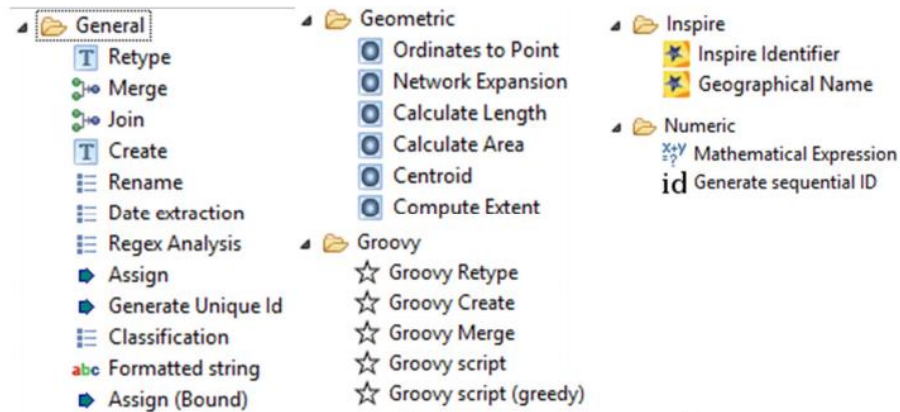 General
Retype
Merge
Join
Create
Rename
Date extraction
Regex Analysis
Assign
Generate Unique Id
Classification
abc Formatted string
Assign (Bound)
Geometric
Ordinates to Point
Network Expansion
Calculate Length
Calculate Area
Centroid
Compute Extent
Groovy
Groovy Retype
Groovy Create
Groovy Merge
Groovy script
Groovy script (greedy)
Inspire
Inspire Identifier
Geographical Name
Numeric
X+Y=? Mathematical Expression
id Generate sequential ID